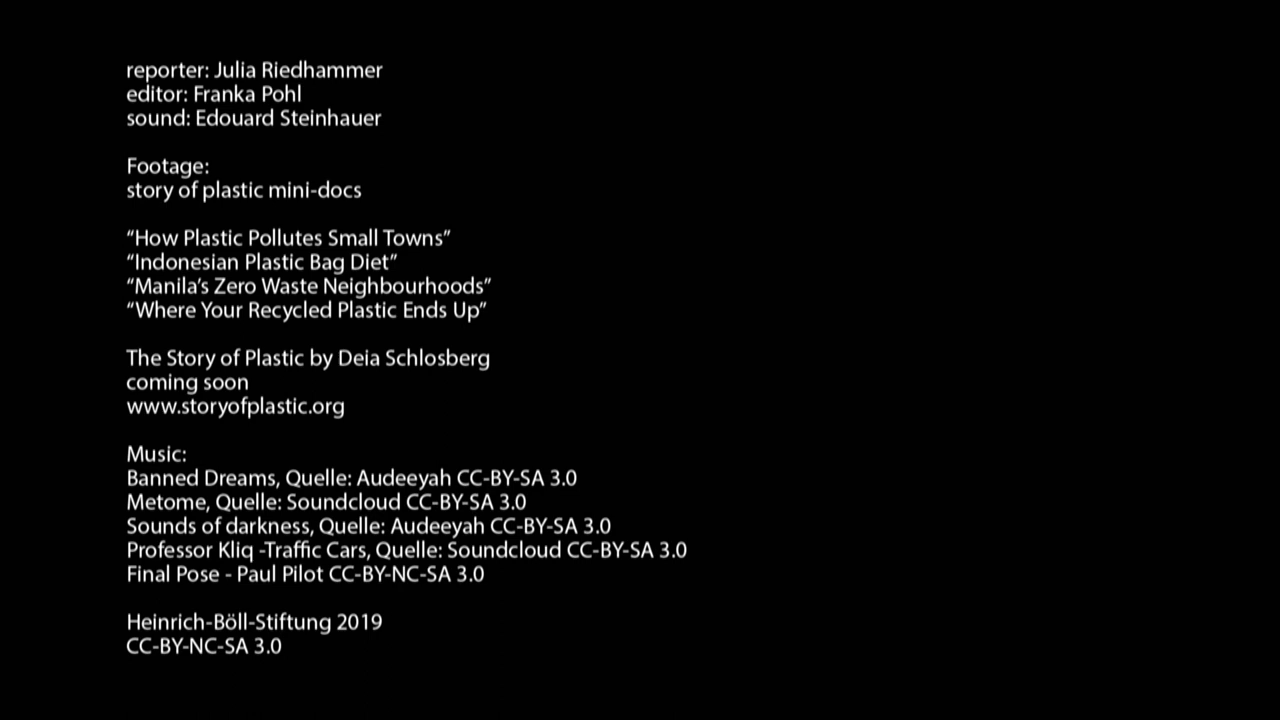 reporter: Julia Riedhammer
editor: Franka Pohl
sound: Edouard Steinhauer
Footage:
story of plastic mini-docs
“How Plastic Pollutes Small Towns”
“Indonesian Plastic Bag Diet”
“Manila’s Zero Waste Neighbourhoods”
“Where Your Recycled Plastic Ends Up”
The Story of Plastic by Deia Schlosberg
coming soon
www.storyofplastic.org
Music:
Banned Dreams, Quelle: Audeeyah CC-BY-SA 3.0
Metome, Quelle: Soundcloud CC-BY-SA 3.0
Sounds of darkness, Quelle: Audeeyah CC-BY-SA 3.0
Professor Kliq -Traffic Cars, Quelle: Soundcloud CC-BY-SA 3.0
Final Pose - Paul Pilot CC-BY-NC-SA 3.0
Heinrich-Böll-Stiftung 2019
CC-BY-NC-SA 3.0